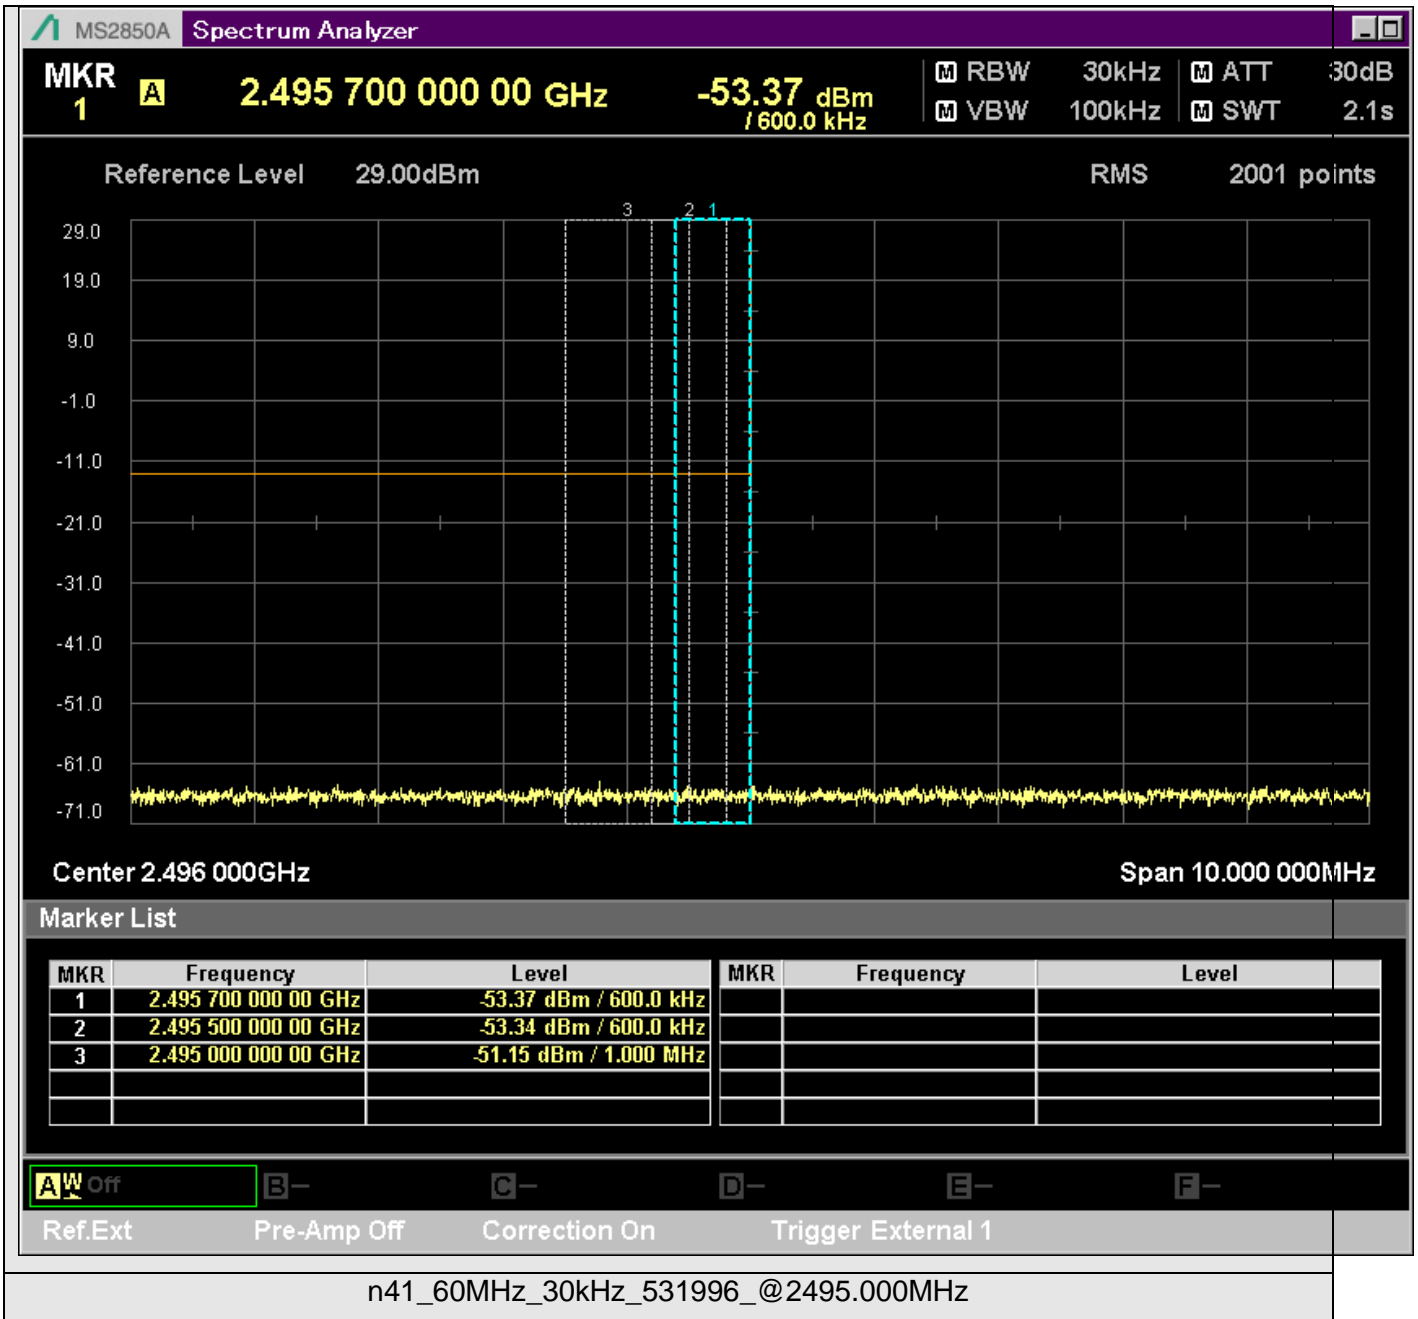 MS2850A Spectrum Analyzer
MKR 1 A 2.495 700 000 00 GHz -53.37 dBm / 600.0 kHz
M RBW 30kHz M ATT 30dB
M VBW 100kHz M SWT 2.1s
Reference Level 29.00dBm RMS 2001 points
3 2 1
29.0
19.0
9.0
-1.0
-11.0
-21.0
-31.0
-41.0
-51.0
-61.0
-71.0
Center 2.496 000GHz Span 10.000 000MHz
Marker List
MKR Frequency Level MKR Frequency Level
1 2.495 700 000 00 GHz -53.37 dBm / 600.0 kHz
2 2.495 500 000 00 GHz -53.34 dBm / 600.0 kHz
3 2.495 000 000 00 GHz -51.15 dBm / 1.000 MHz
A W Off B - C - D - E - F -
Ref.Ext Pre-Amp Off Correction On Trigger External 1
n41_60MHz_30kHz_531996_@2495.000MHz